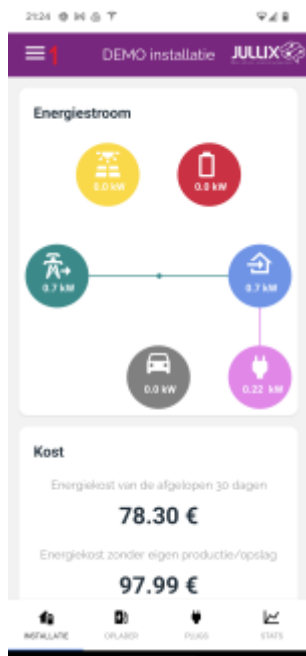 21:24
1 DEMO installatie JULLIX
Energiestroom
0.0 kW 0.0 kW
0.7 kW 0.7 kW
0.0 kW 0.22 kW
Kost
Energiekost van de afgelopen 30 dagen
78.30 €
Energiekost zonder eigen productie/opslag
97.99 €
INSTALLATIE OPLADER PLUGS STATS